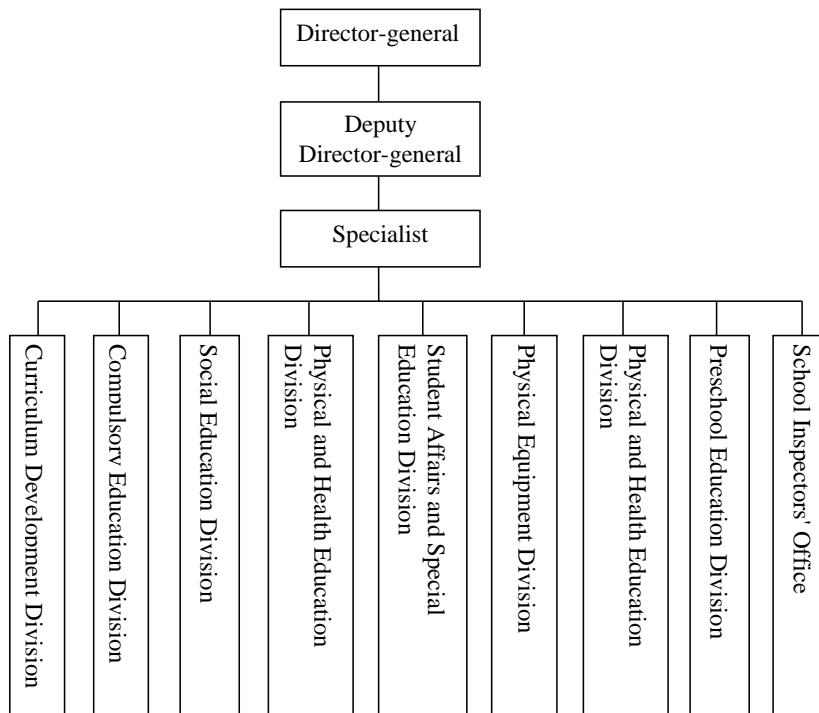 Director-general
Deputy
Director-general
Specialist
Curriculum Development Division
Compulsory Education Division
Social Education Division
Physical and Health Education
Division
Student Affairs and Special
Education Division
Physical Equipment Division
Physical and Health Education
Division
Preschool Education Division
School Inspectors' Office